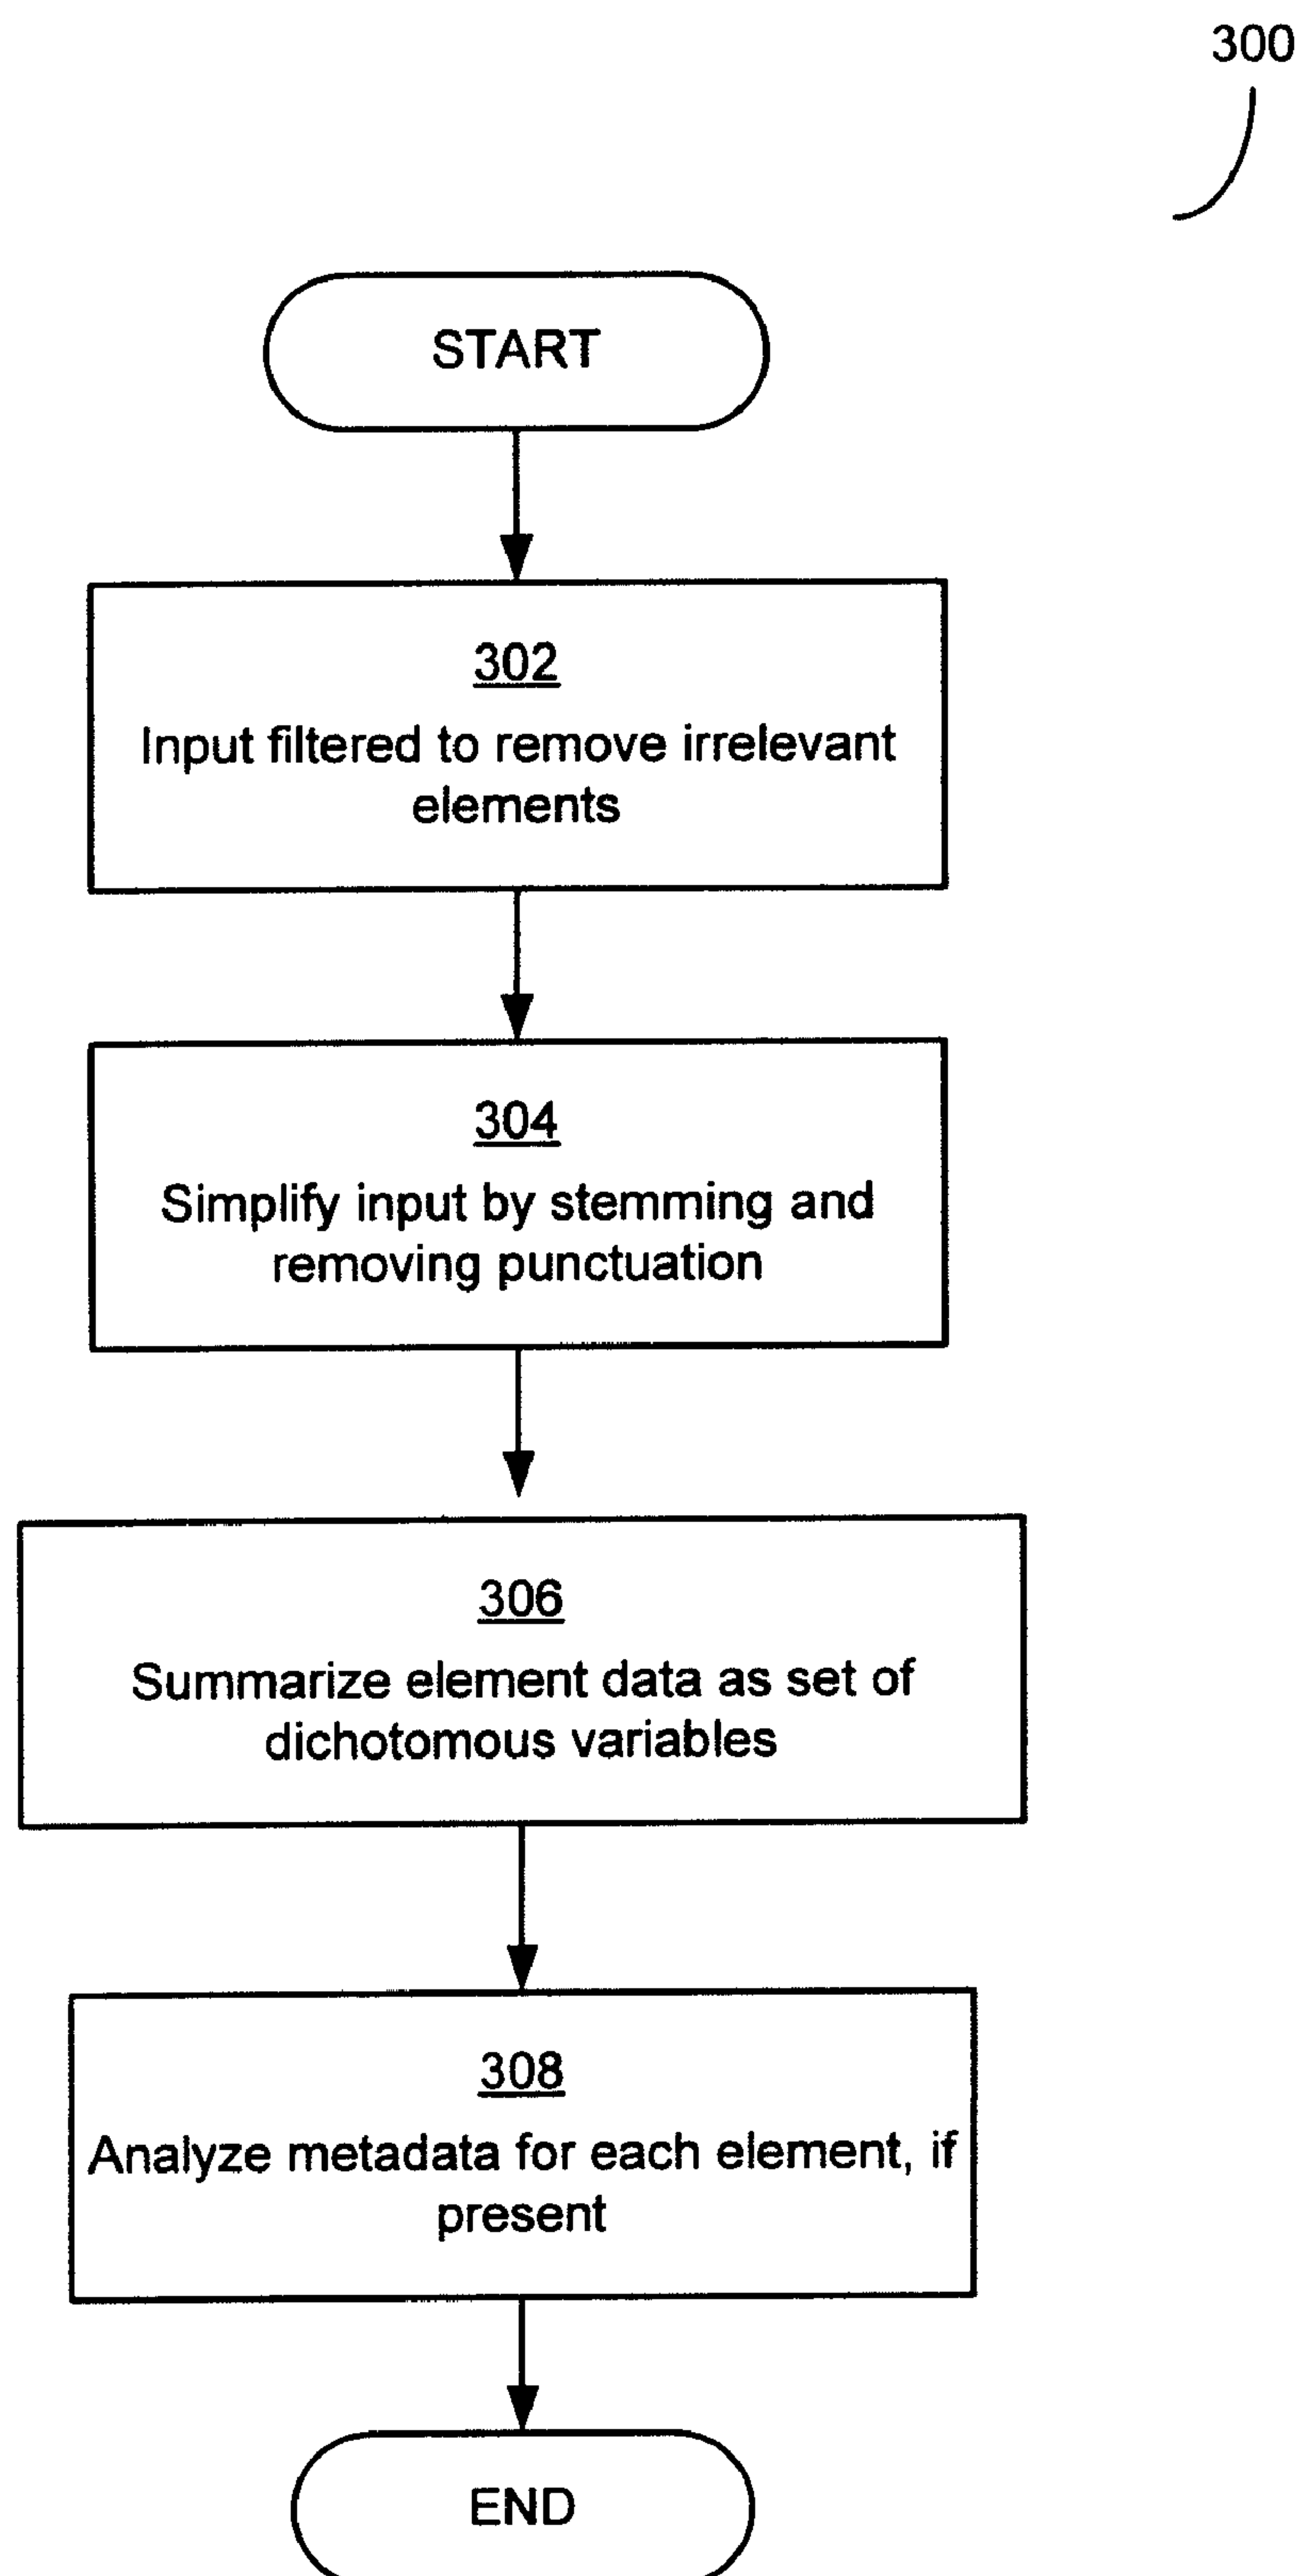 300
START
302
Input filtered to remove irrelevant
elements
304
Simplify input by stemming and
removing punctuation
306
Summarize element data as set of
dichotomous variables
308
Analyze metadata for each element, if
present
END